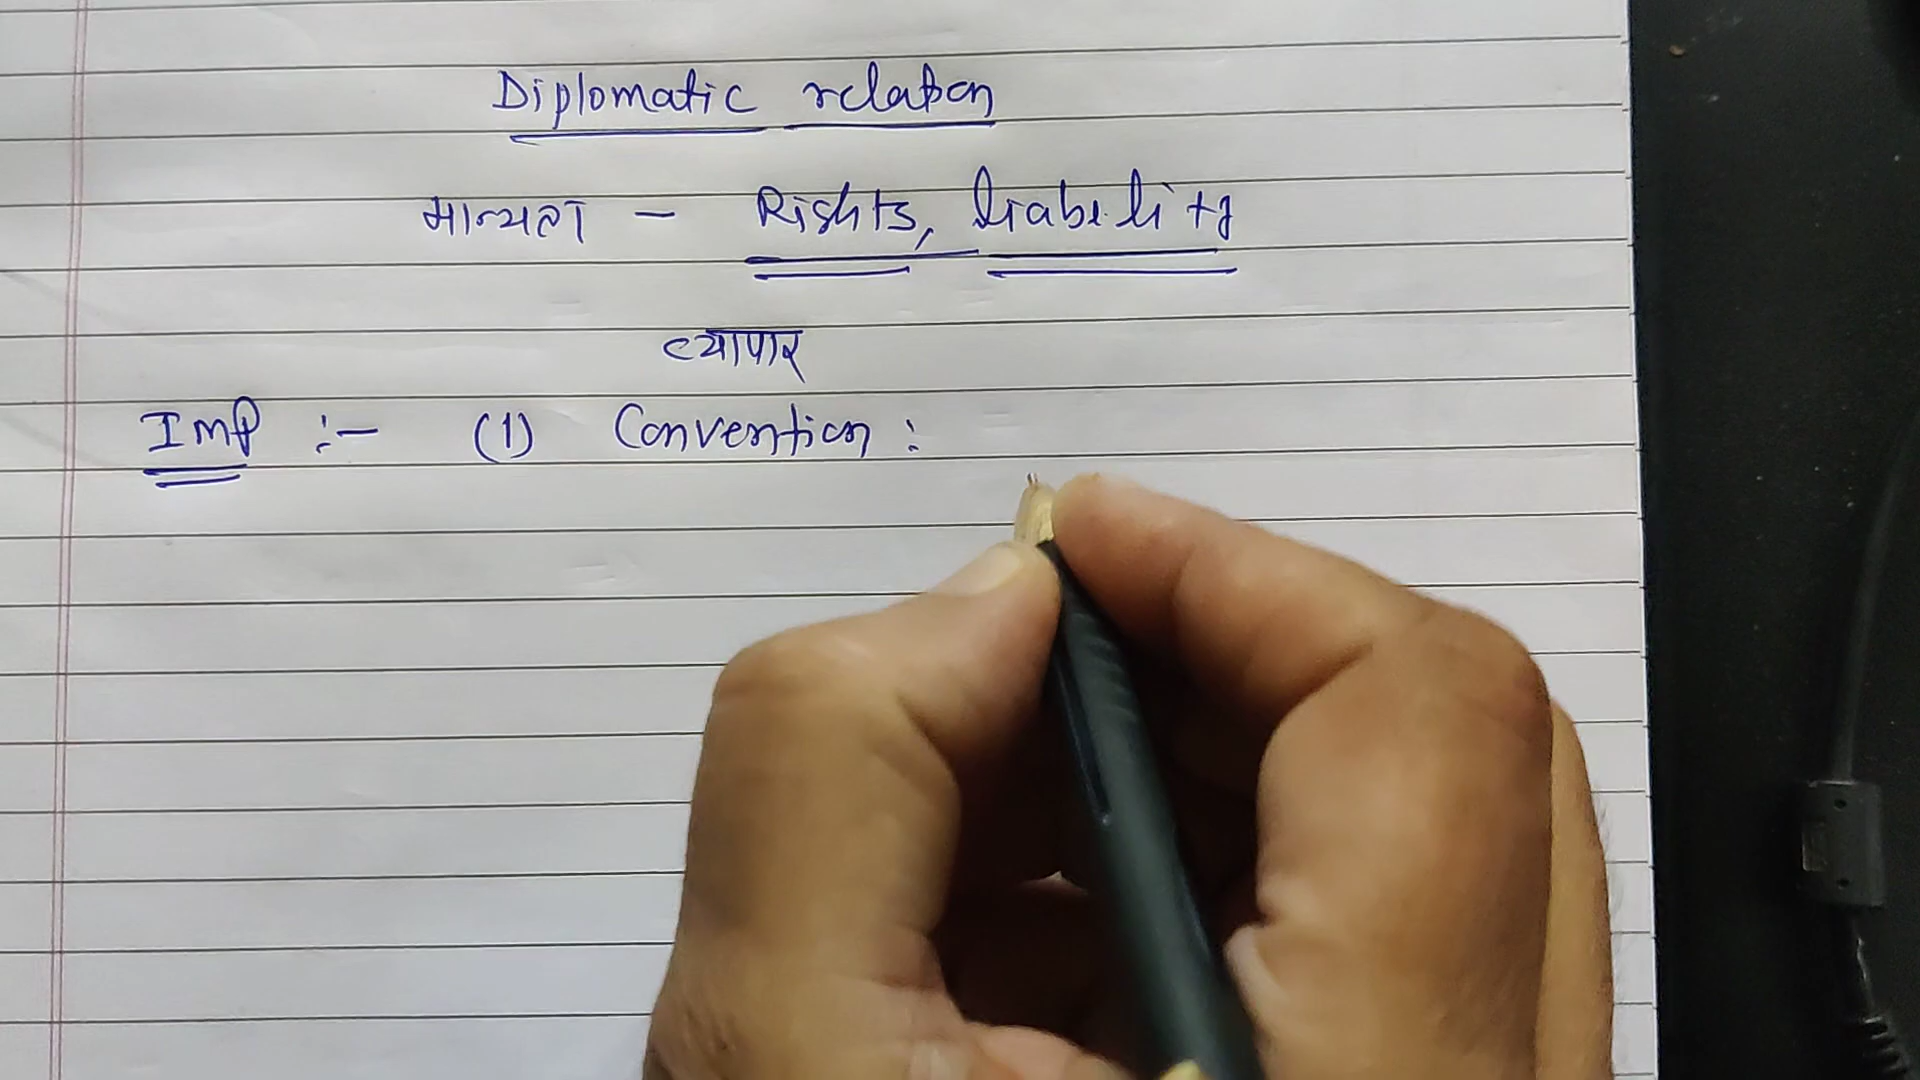 Diplomatic relation
मान्यता - Rights, Liability
व्यापार
Imp :- (1) Convention :